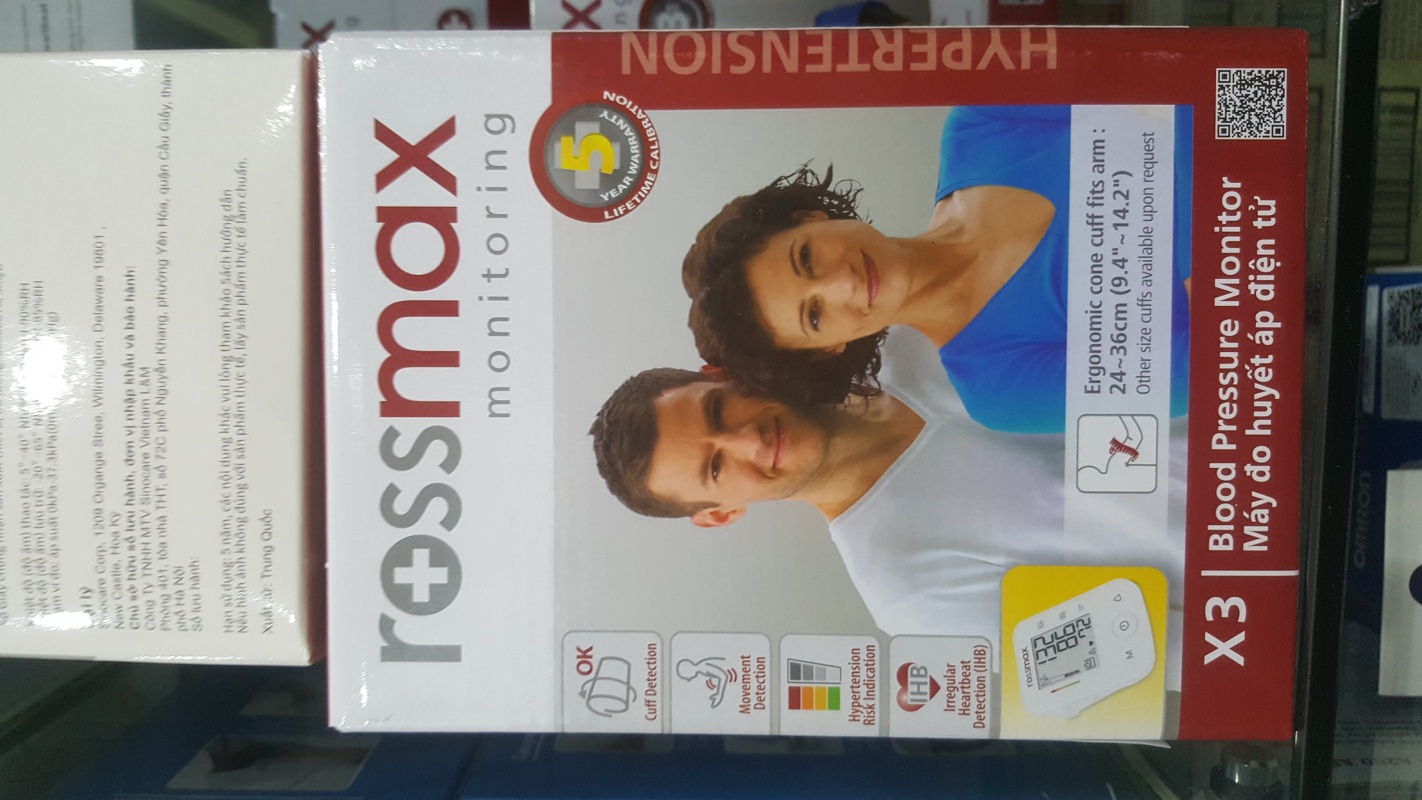 rossmax
monitoring
HYPERTENSION
5
YEAR WARRANTY
LIFETIME CALIBRATION
OK
Cuff Detection
Movement
Detection
Hypertension
Risk Indication
IHB
Irregular
Heartbeat
Detection (IHB)
Ergonomic cone cuff fits arm :
24~36cm (9.4"~14.2")
Other size cuffs available upon request
rossmax
M
X3
Blood Pressure Monitor
Máy đo huyết áp điện tử
Sinocare Corp, 1209 Organge Stree, Wilmington, Delaware 19801 ,
New Castle, Hoa Kỳ
Chủ sở hữu số lưu hành, đơn vị nhập khẩu và bảo hành:
Công Ty TNHH MTV Sinocare Vietnam L&M
Phòng 401, tòa nhà THT, số 72C phố Nguyễn Khang, phường Yên Hòa, quận Cầu Giấy, thành
phố Hà Nội
Số lưu hành:
Hạn sử dụng: 5 năm, các nội dung khác vui lòng tham khảo Sách hướng dẫn
Nếu hình ảnh không đúng với sản phẩm thực tế, lấy sản phẩm thực tế làm chuẩn.
Xuất xứ: Trung Quốc
OMRON